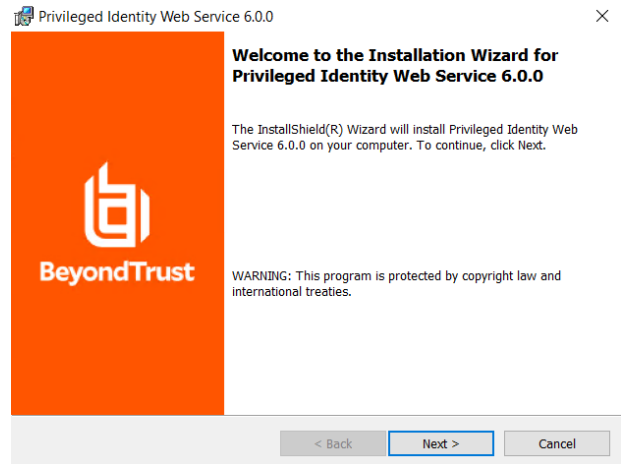 Privileged Identity Web Service 6.0.0
Welcome to the Installation Wizard for
Privileged Identity Web Service 6.0.0
The InstallShield(R) Wizard will install Privileged Identity Web
Service 6.0.0 on your computer. To continue, click Next.
BeyondTrust
WARNING: This program is protected by copyright law and
international treaties.
< Back
Next >
Cancel